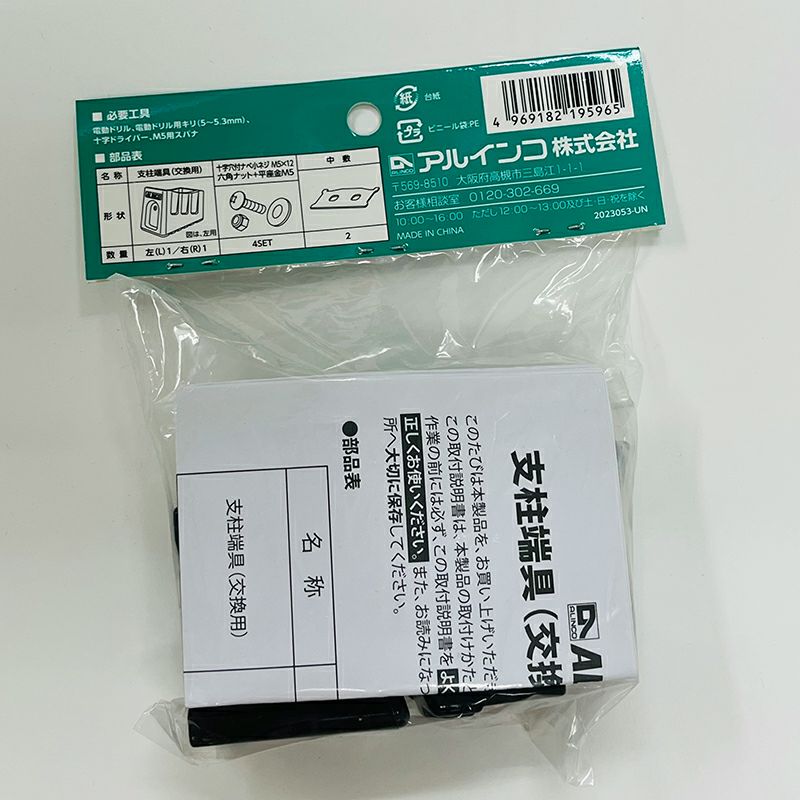 ■ 必要工具
電動ドリル、電動ドリル用キリ(5～5.3mm)、
十字ドライバー、M5用スパナ
■ 部品表
名 称 支柱端具(交換用) 十字穴付ナベ小ネジ M5×12 中 敷
六角ナット+平座金M5
形 状
図は、左用
数 量 左(L)1/右(R)1 4SET 2
紙 台紙
プラ ビニール袋:PE
4 969182 195965
ALINCO アルインコ 株式会社
〒569-8510 大阪府高槻市三島江1-1-1
お客様相談室 0120-302-669
10:00～16:00 ただし12:00～13:00及び土・日・祝を除く
MADE IN CHINA
2023053-UN
ALINCO AL
支柱端具(交換
このたびは本製品を、お買い上げいただ
この取付説明書は、本製品の取付けかたと
作業の前には必ず、この取付説明書をよく
正しくお使いください。また、お読みになっ
所へ大切に保存してください。
●部品表
名 称
支柱端具(交換用)